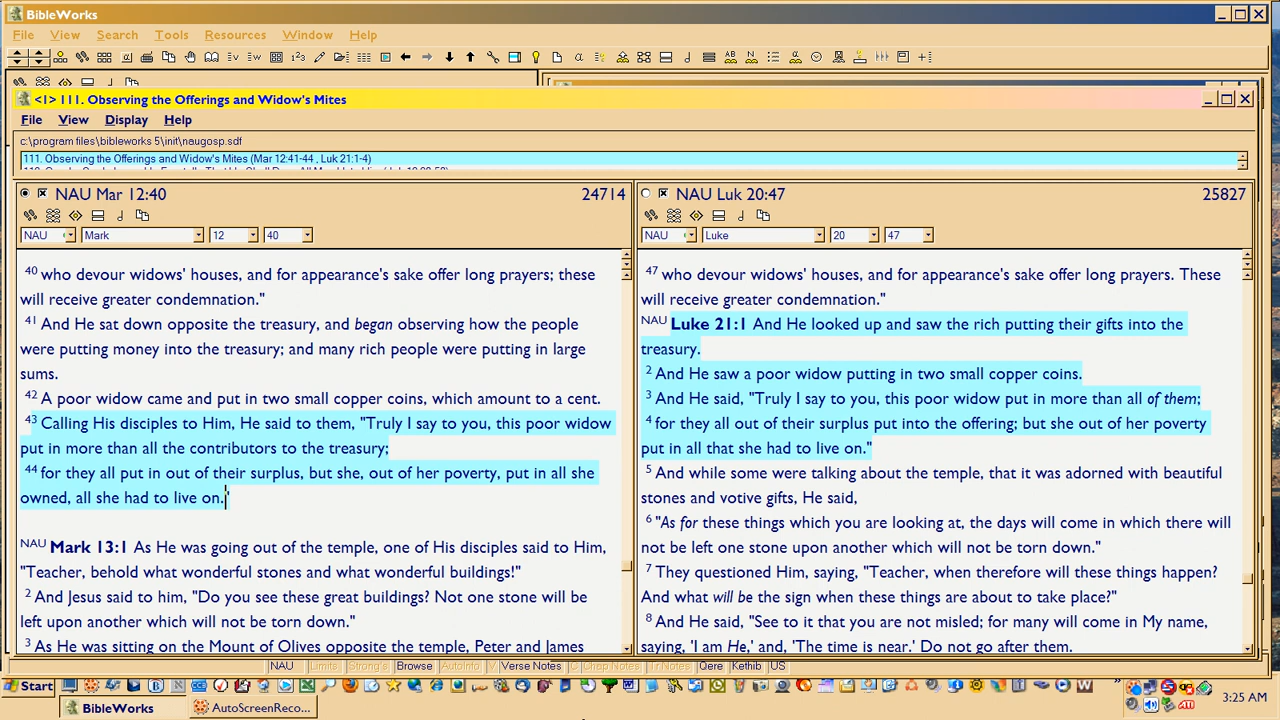 BibleWorks
File View Search Tools Resources Window Help
<1> 111. Observing the Offerings and Widow's Mites
File View Display Help
c:\program files\bibleworks 5\init\naugosp.sdf
111. Observing the Offerings and Widow's Mites (Mar 12:41-44 , Luk 21:1-4)
NAU Mar 12:40 24714
NAU Mark 12 40
40 who devour widows' houses, and for appearance's sake offer long prayers; these
will receive greater condemnation."
41 And He sat down opposite the treasury, and began observing how the people
were putting money into the treasury; and many rich people were putting in large
sums.
42 A poor widow came and put in two small copper coins, which amount to a cent.
43 Calling His disciples to Him, He said to them, "Truly I say to you, this poor widow
put in more than all the contributors to the treasury;
44 for they all put in out of their surplus, but she, out of her poverty, put in all she
owned, all she had to live on."
NAU Mark 13:1 As He was going out of the temple, one of His disciples said to Him,
"Teacher, behold what wonderful stones and what wonderful buildings!"
2 And Jesus said to him, "Do you see these great buildings? Not one stone will be
left upon another which will not be torn down."
3 As He was sitting on the Mount of Olives opposite the temple, Peter and James
NAU Luk 20:47 25827
NAU Luke 20 47
47 who devour widows' houses, and for appearance's sake offer long prayers. These
will receive greater condemnation."
NAU Luke 21:1 And He looked up and saw the rich putting their gifts into the
treasury.
2 And He saw a poor widow putting in two small copper coins.
3 And He said, "Truly I say to you, this poor widow put in more than all of them;
4 for they all out of their surplus put into the offering; but she out of her poverty
put in all that she had to live on."
5 And while some were talking about the temple, that it was adorned with beautiful
stones and votive gifts, He said,
6 "As for these things which you are looking at, the days will come in which there will
not be left one stone upon another which will not be torn down."
7 They questioned Him, saying, "Teacher, when therefore will these things happen?
And what will be the sign when these things are about to take place?"
8 And He said, "See to it that you are not misled; for many will come in My name,
saying, 'I am He,' and, 'The time is near.' Do not go after them.
NAU Limits Strong's Browse AutoInfo V Verse Notes C Chap Notes Tr Notes Qere Kethib US
Start 3:25 AM
BibleWorks AutoScreenReco...